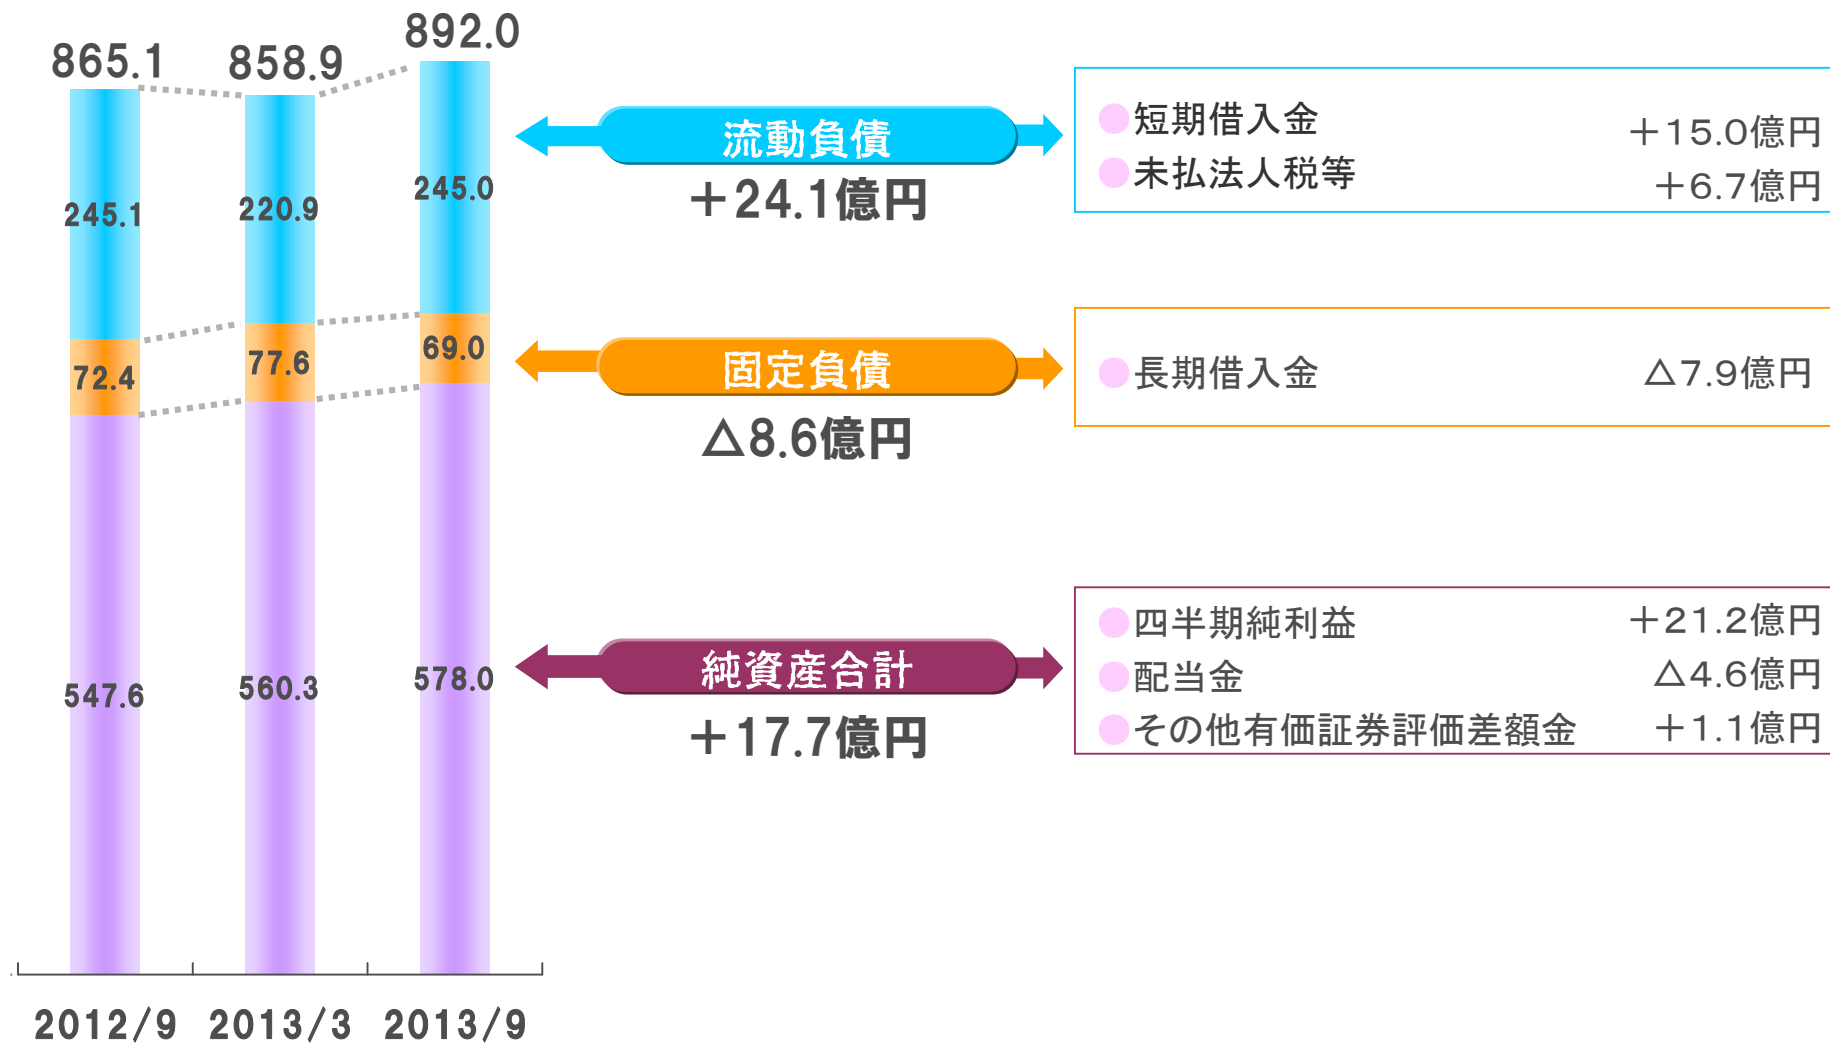 865.1
858.9
892.0
245.1
220.9
245.0
72.4
77.6
69.0
547.6
560.3
578.0
2012/9
2013/3
2013/9
流動負債
＋24.1億円
●短期借入金 ＋15.0億円
●未払法人税等 ＋6.7億円
固定負債
△8.6億円
●長期借入金 △7.9億円
純資産合計
＋17.7億円
●四半期純利益 ＋21.2億円
●配当金 △4.6億円
●その他有価証券評価差額金 ＋1.1億円